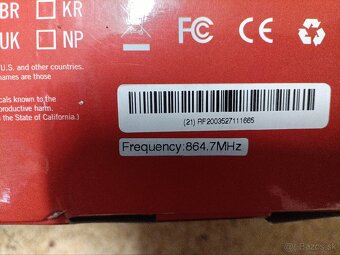 BR ☐ KR
UK ☐ NP
FC CE
U.S. and other countries.
names are those
cals known to the
productive harm.
the State of California.)
(21) RF2003527111665
Frequency:864.7MHz
bazos.sk